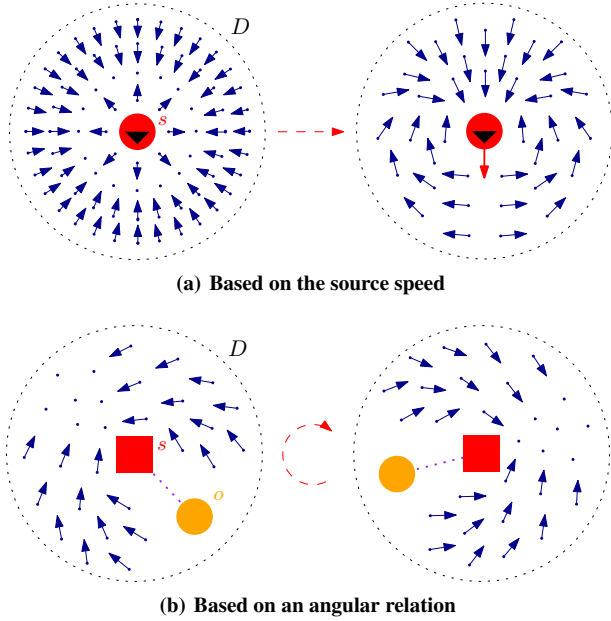 D
s
(a) Based on the source speed
D
s
o
(b) Based on an angular relation